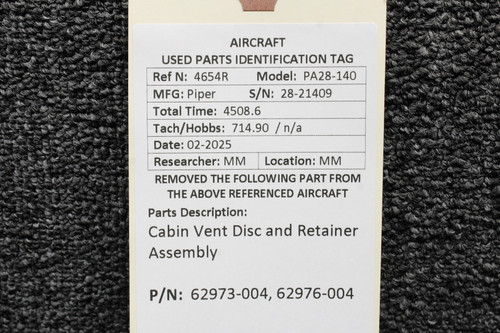 AIRCRAFT
USED PARTS IDENTIFICATION TAG
Ref N: 4654R Model: PA28-140
MFG: Piper S/N: 28-21409
Total Time: 4508.6
Tach/Hobbs: 714.90 / n/a
Date: 02-2025
Researcher: MM Location: MM
REMOVED THE FOLLOWING PART FROM
THE ABOVE REFERENCED AIRCRAFT
Parts Description:
Cabin Vent Disc and Retainer
Assembly
P/N: 62973-004, 62976-004